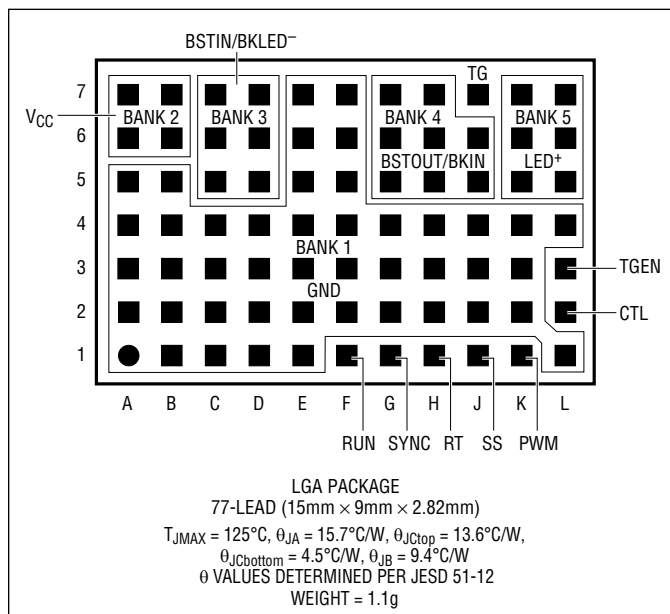 BSTIN/BKLED–
TG
7
VCC
BANK 2
BANK 3
BANK 4
BANK 5
6
BSTOUT/BKIN
LED+
5
4
BANK 1
3
TGEN
GND
2
CTL
1
A B C D E F G H J K L
RUN SYNC RT SS PWM
LGA PACKAGE
77-LEAD (15mm × 9mm × 2.82mm)
TJMAX = 125°C, θJA = 15.7°C/W, θJCtop = 13.6°C/W,
θJCbottom = 4.5°C/W, θJB = 9.4°C/W
θ VALUES DETERMINED PER JESD 51-12
WEIGHT = 1.1g